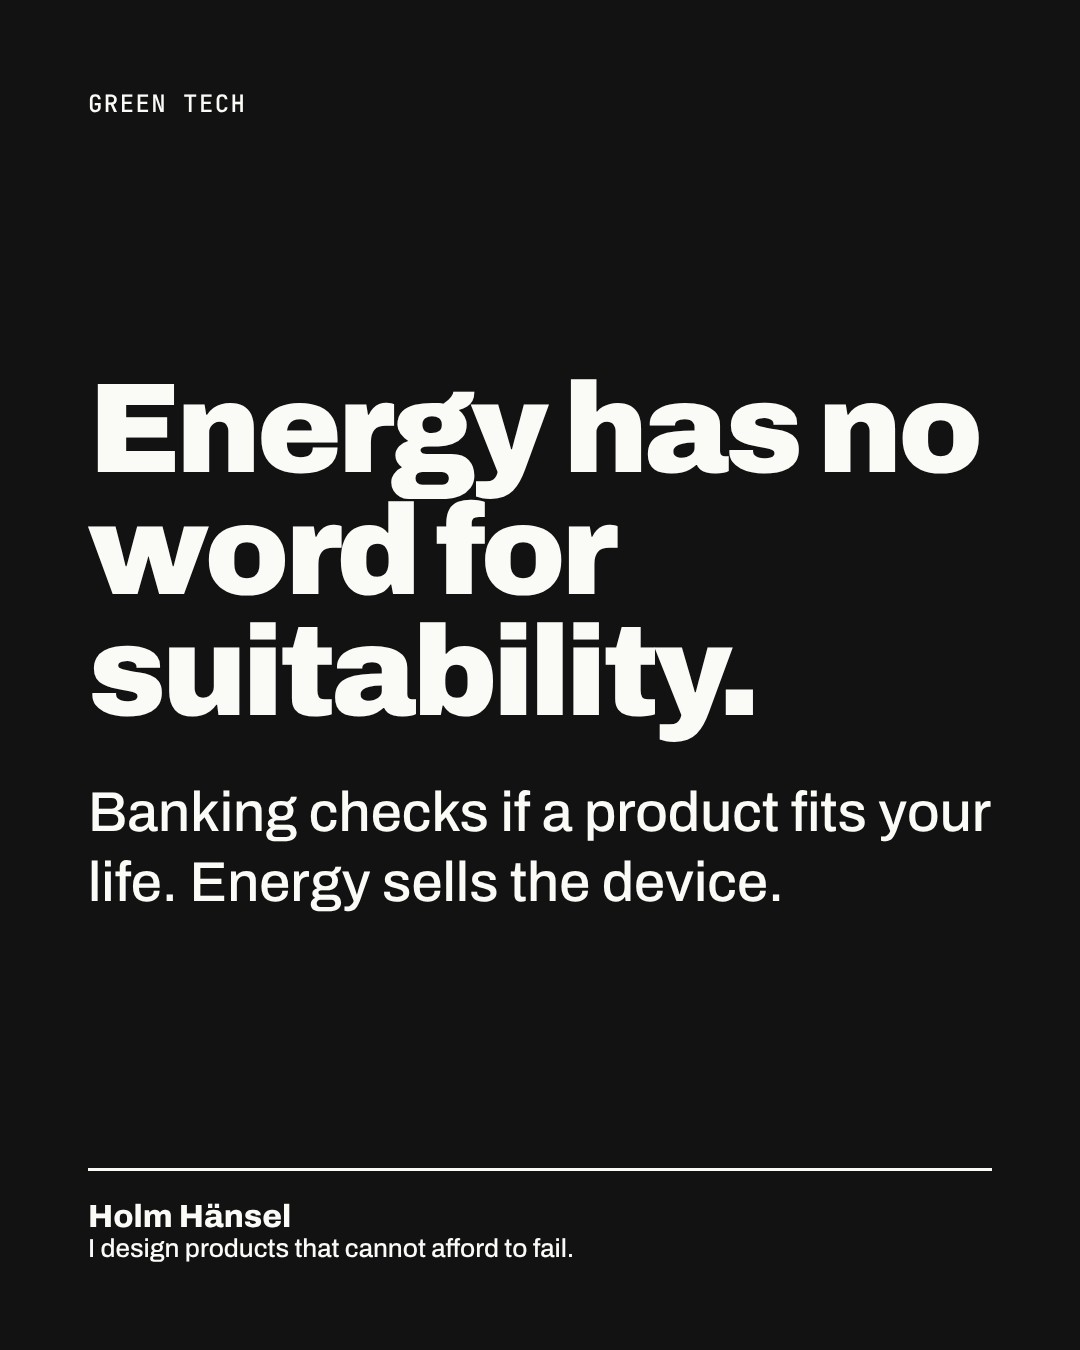 GREEN TECH
Energy has no
word for
suitability.
Banking checks if a product fits your
life. Energy sells the device.
Holm Hänsel
I design products that cannot afford to fail.